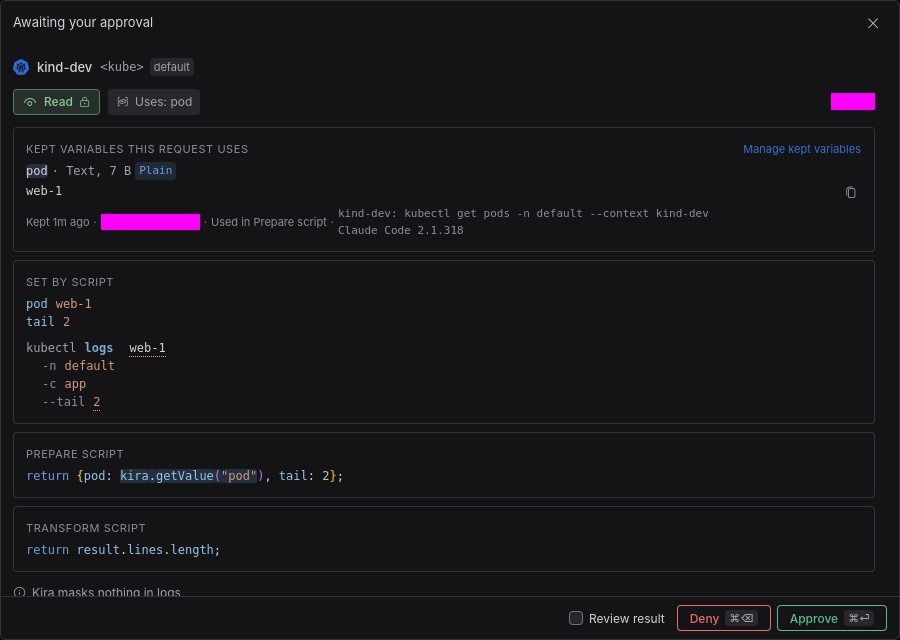 Awaiting your approval
kind-dev <kube> default
Read Uses: pod
KEPT VARIABLES THIS REQUEST USES Manage kept variables
pod · Text, 7 B Plain
web-1
Kept 1m ago · · Used in Prepare script · kind-dev: kubectl get pods -n default --context kind-dev
Claude Code 2.1.318
SET BY SCRIPT
pod web-1
tail 2
kubectl logs web-1
-n default
-c app
--tail 2
PREPARE SCRIPT
return {pod: kira.getValue("pod"), tail: 2};
TRANSFORM SCRIPT
return result.lines.length;
Kira masks nothing in logs
Review result Deny ⌘⌫ Approve ⌘⏎